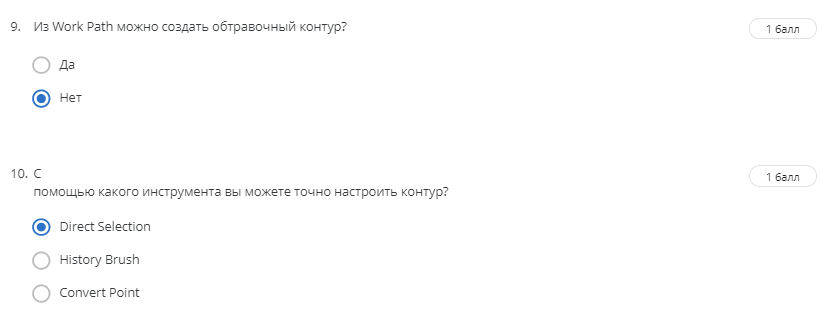 9. Из Work Path можно создать обтравочный контур?
1 балл
Да
Нет
10. С
помощью какого инструмента вы можете точно настроить контур?
1 балл
Direct Selection
History Brush
Convert Point